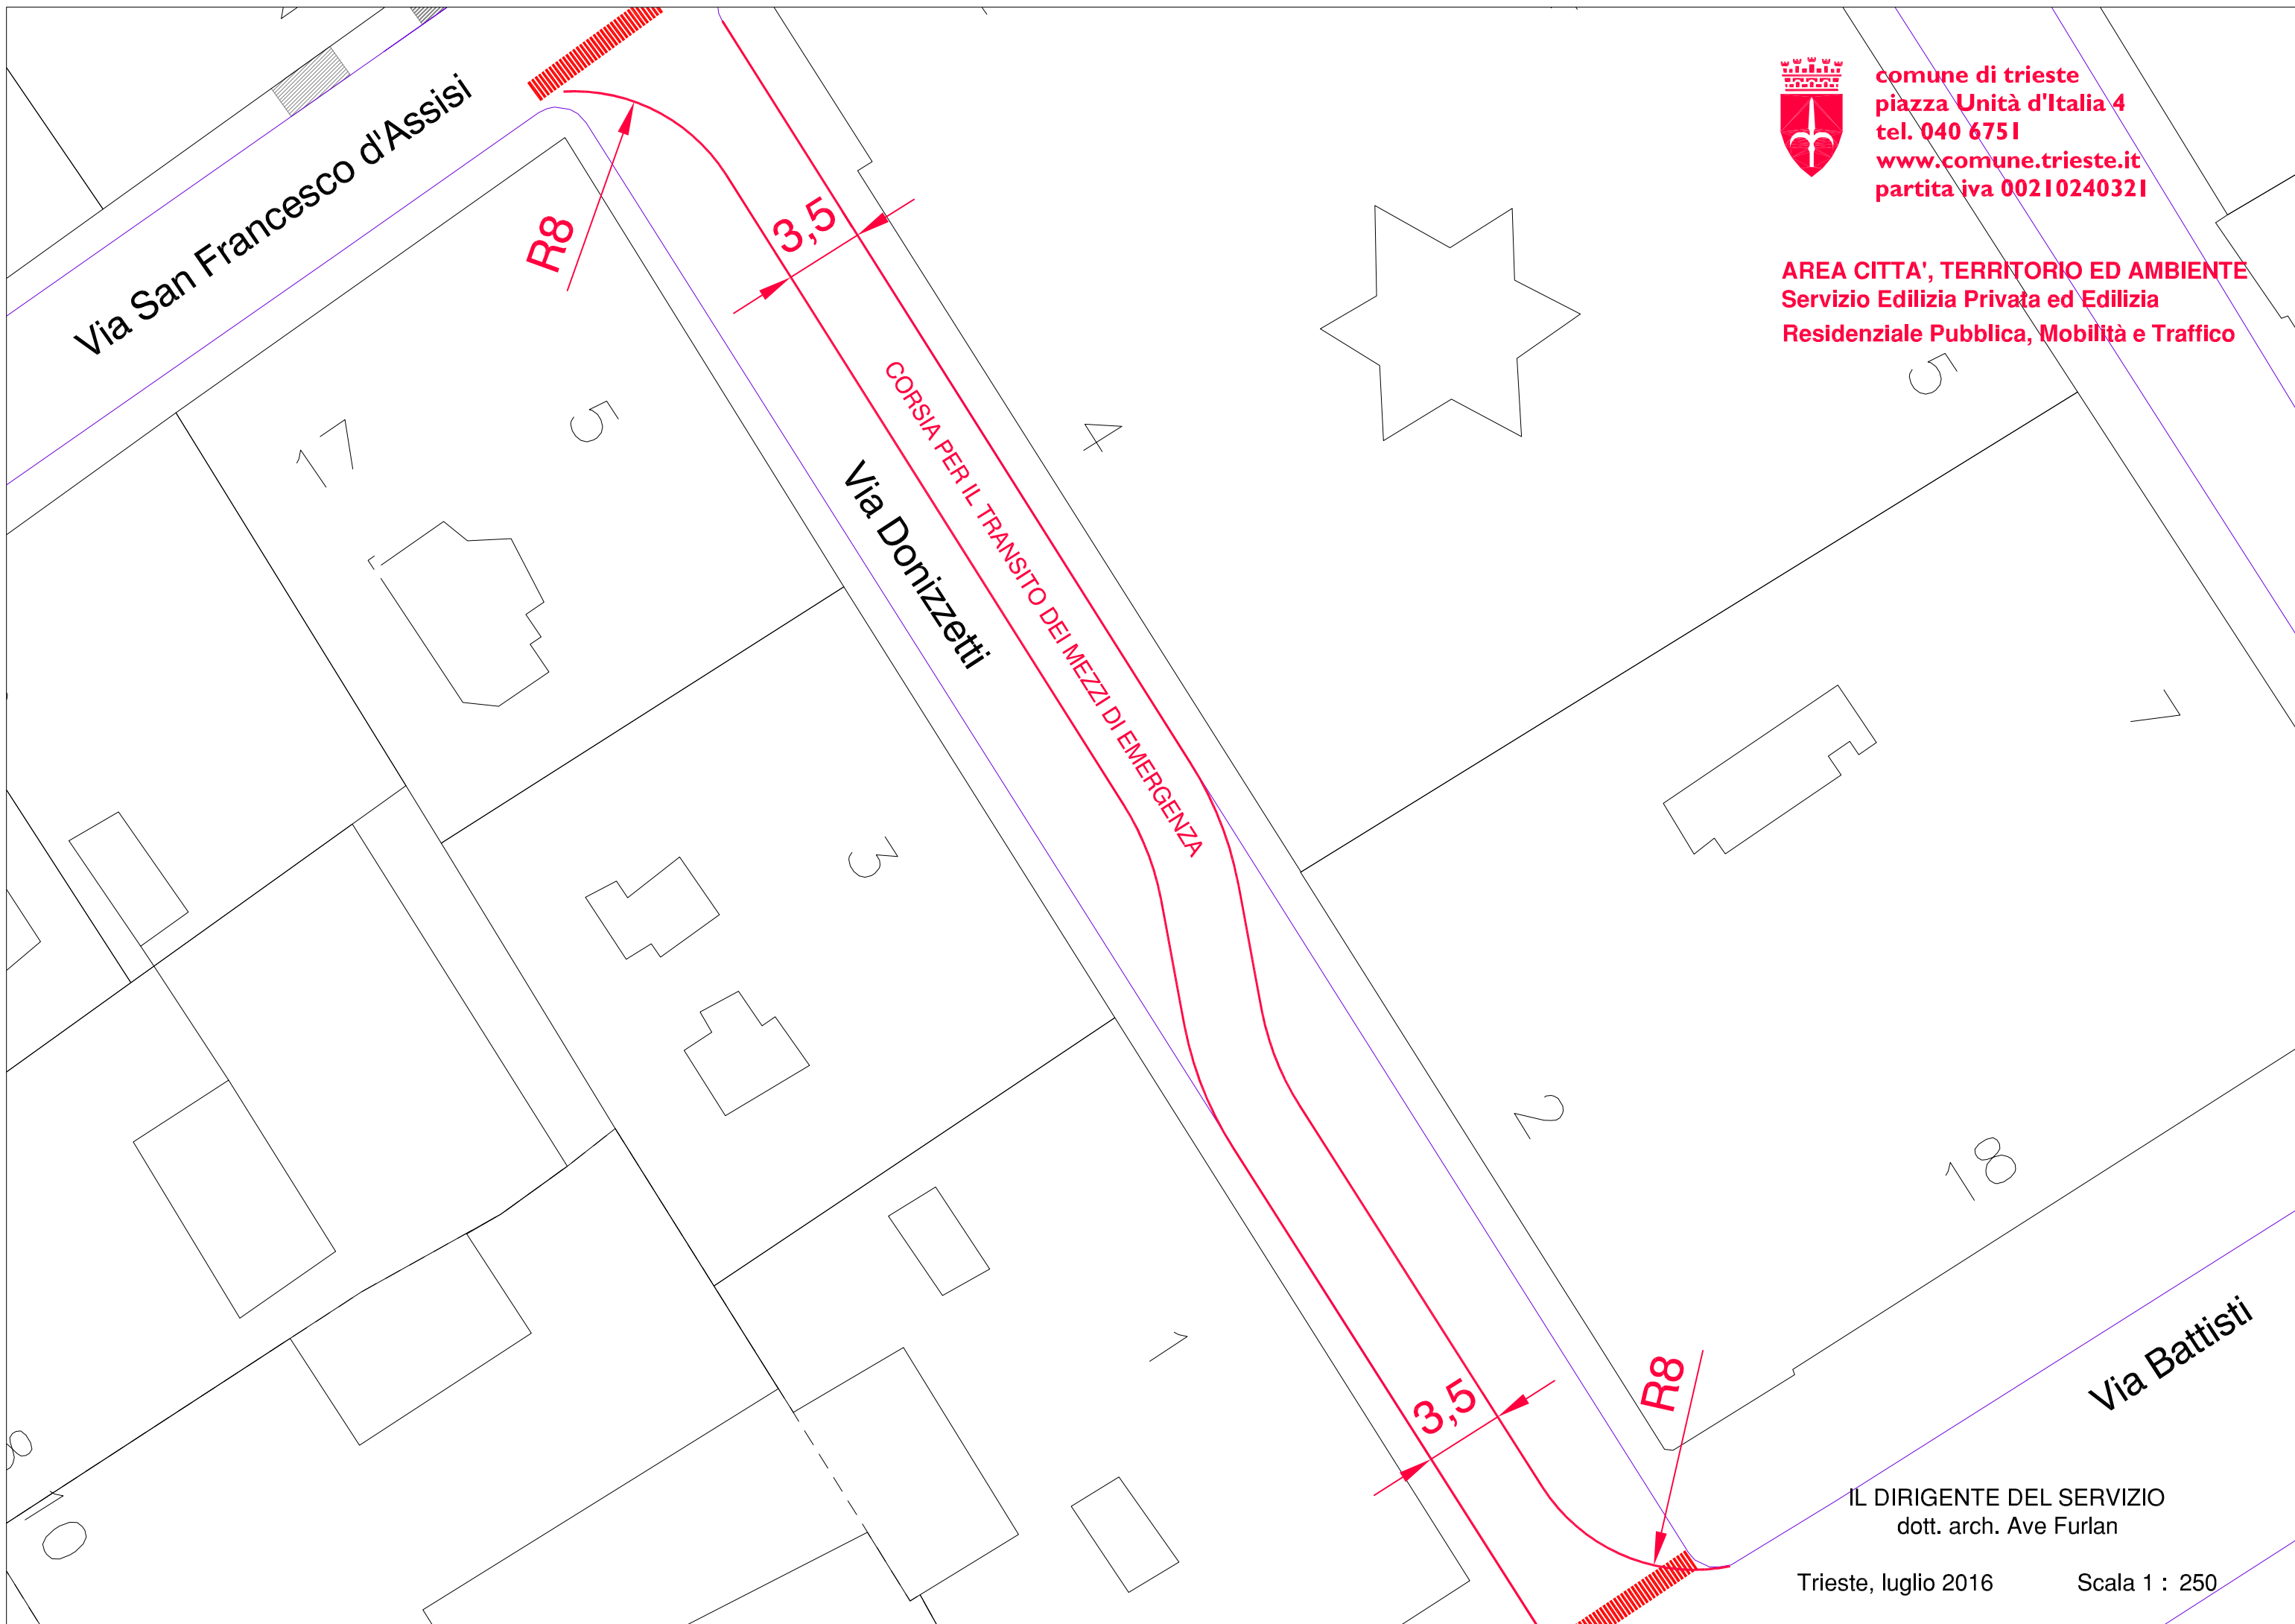 comune di trieste
piazza Unità d'Italia 4
tel. 040 6751
www.comune.trieste.it
partita iva 00210240321
AREA CITTA', TERRITORIO ED AMBIENTE
Servizio Edilizia Privata ed Edilizia
Residenziale Pubblica, Mobilità e Traffico
Via San Francesco d'Assisi
R8
3,5
17
5
4
5
CORSIA PER IL TRANSITO DEI MEZZI DI EMERGENZA
Via Donizzetti
7
3
2
18
1
Via Battisti
3,5
R8
10
IL DIRIGENTE DEL SERVIZIO
dott. arch. Ave Furlan
Trieste, luglio 2016
Scala 1 : 250